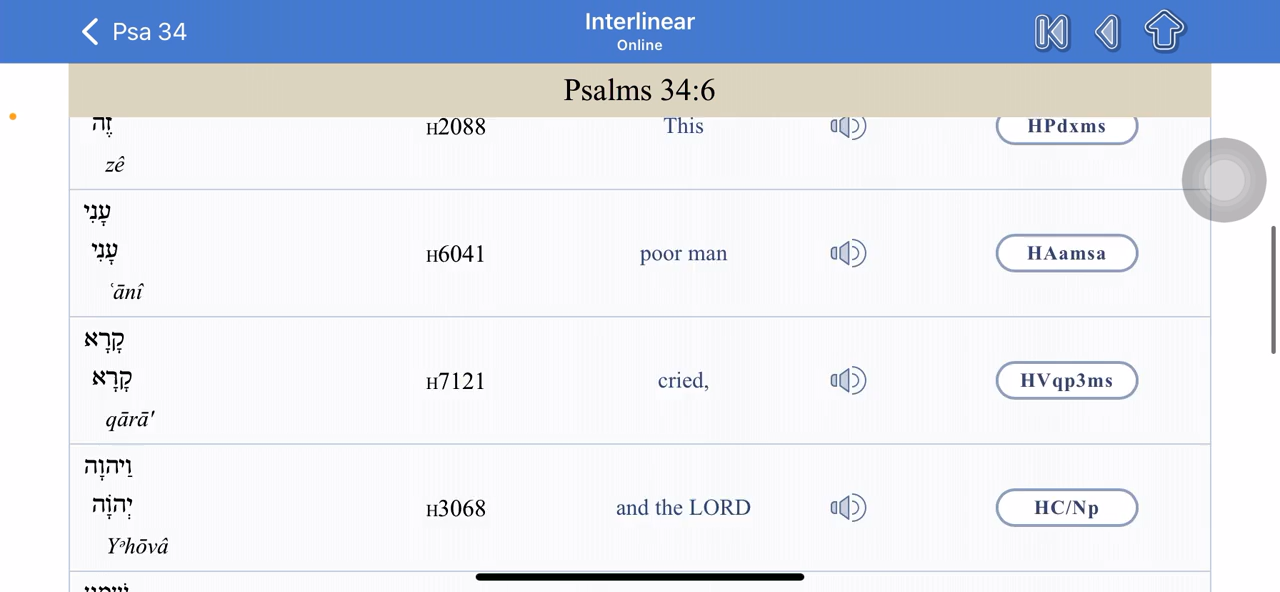 Psa 34
Interlinear
Online
Psalms 34:6
זֶה H2088 This HPdxms
zê
עָנִי
עָנִי H6041 poor man HAamsa
ʿānî
קָרָא
קָרָא H7121 cried, HVqp3ms
qārā'
וַיהוָה
יְהוָֹה H3068 and the LORD HC/Np
Yᵊhōvâ